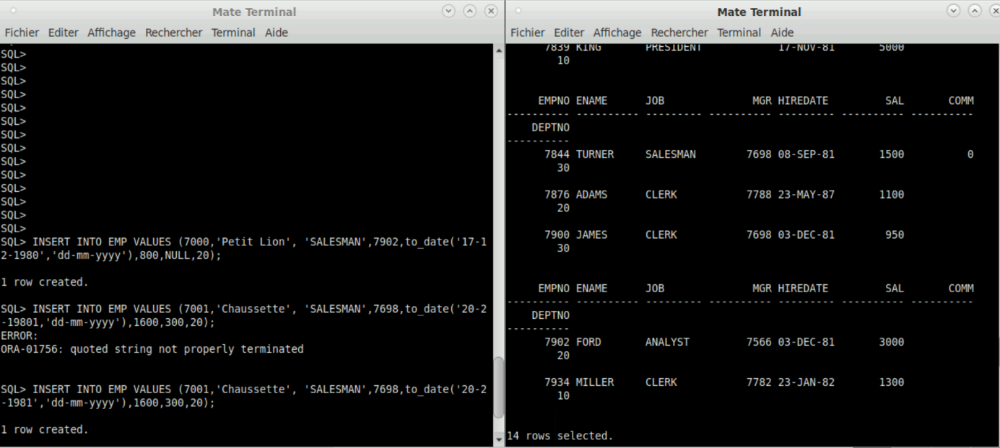 Mate Terminal
Fichier Editer Affichage Rechercher Terminal Aide
SQL>
SQL>
SQL>
SQL>
SQL>
SQL>
SQL>
SQL>
SQL>
SQL>
SQL>
SQL>
SQL>
SQL>
SQL> INSERT INTO EMP VALUES (7000,'Petit Lion', 'SALESMAN',7902,to_date('17-1
2-1980','dd-mm-yyyy'),800,NULL,20);
1 row created.
SQL> INSERT INTO EMP VALUES (7001,'Chaussette', 'SALESMAN',7698,to_date('20-2
-19801,'dd-mm-yyyy'),1600,300,20);
ERROR:
ORA-01756: quoted string not properly terminated
SQL> INSERT INTO EMP VALUES (7001,'Chaussette', 'SALESMAN',7698,to_date('20-2
-1981','dd-mm-yyyy'),1600,300,20);
1 row created.
Mate Terminal
Fichier Editer Affichage Rechercher Terminal Aide
7839 KING PRESIDENT 17-NOV-81 5000
10
EMPNO ENAME JOB MGR HIREDATE SAL COMM
---------- ---------- --------- ---------- --------- ---------- ----------
DEPTNO
----------
7844 TURNER SALESMAN 7698 08-SEP-81 1500 0
30
7876 ADAMS CLERK 7788 23-MAY-87 1100
20
7900 JAMES CLERK 7698 03-DEC-81 950
30
EMPNO ENAME JOB MGR HIREDATE SAL COMM
---------- ---------- --------- ---------- --------- ---------- ----------
DEPTNO
----------
7902 FORD ANALYST 7566 03-DEC-81 3000
20
7934 MILLER CLERK 7782 23-JAN-82 1300
10
14 rows selected.